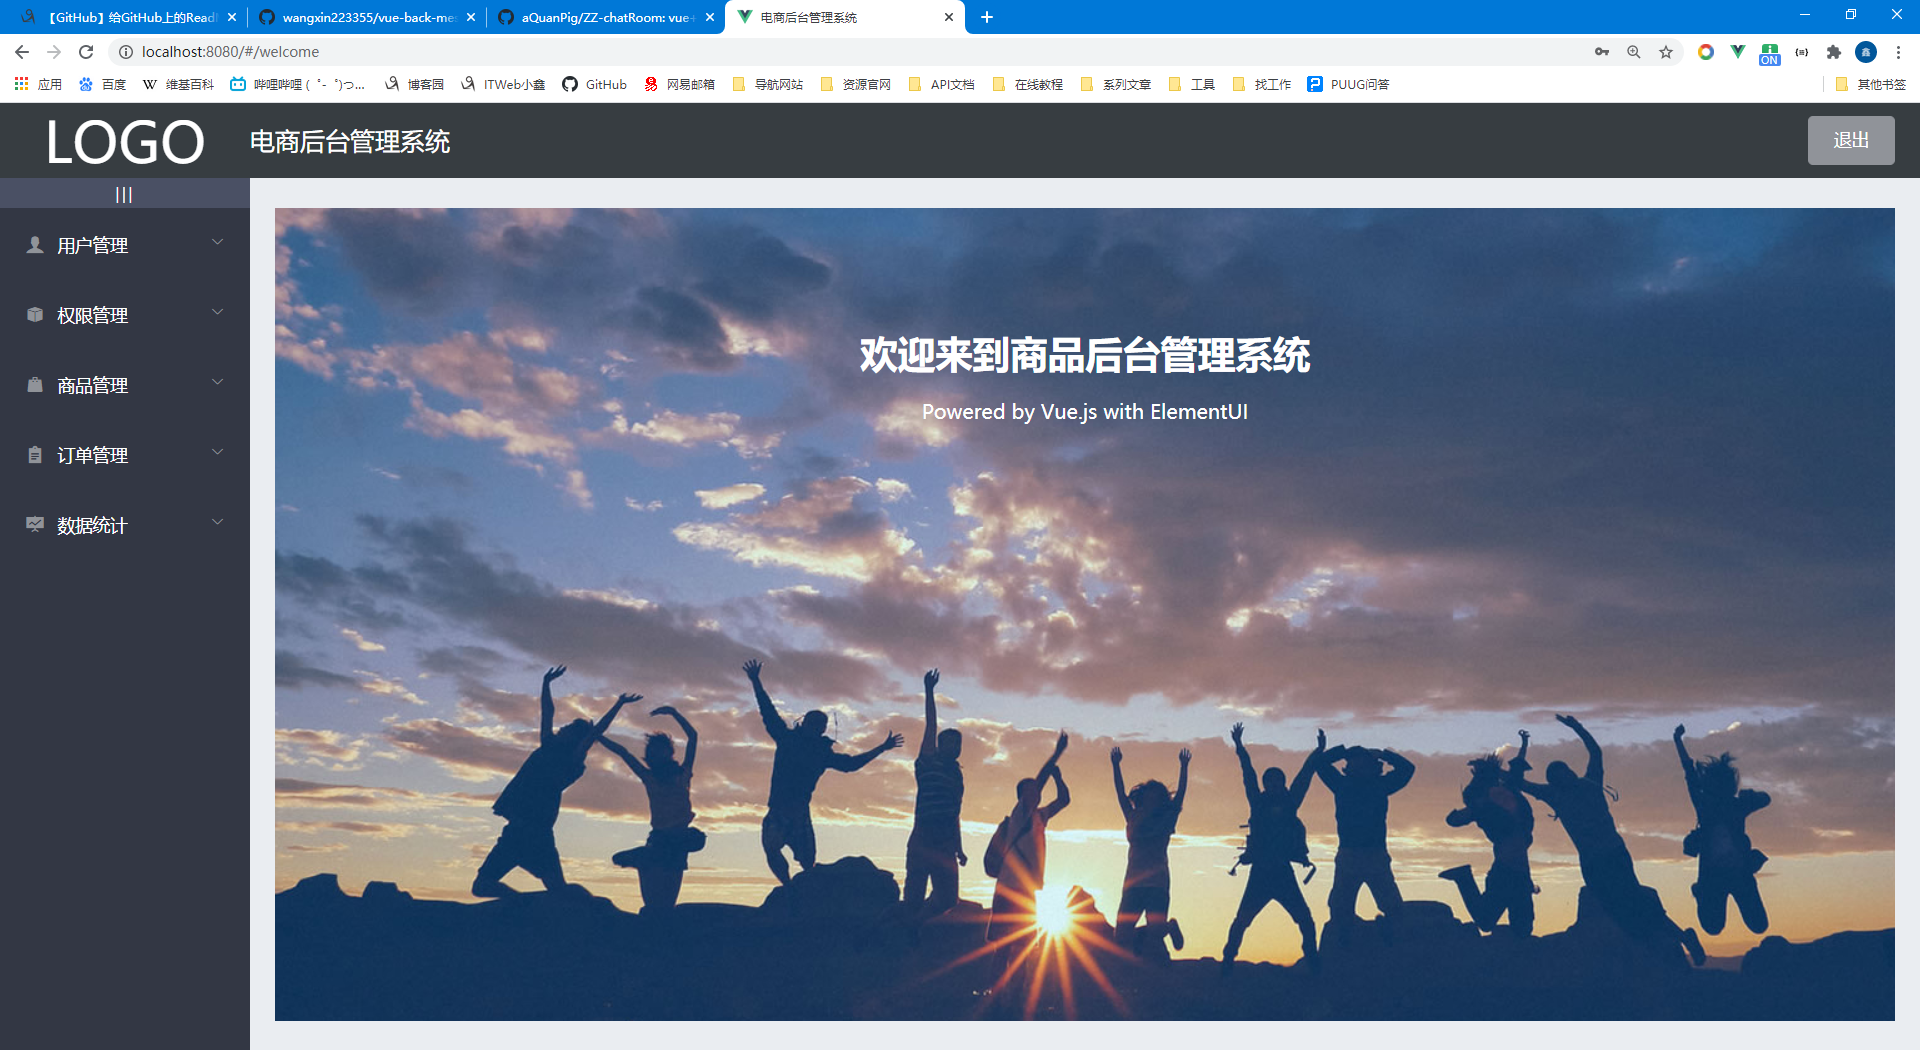 【GitHub】给GitHub上的Read
wangxin223355/vue-back-me
aQuanPig/ZZ-chatRoom: vue+
电商后台管理系统
localhost:8080/#/welcome
ON
应用
百度
维基百科
哔哩哔哩 ( ゜- ゜)つ...
博客园
ITWeb小鑫
GitHub
网易邮箱
导航网站
资源官网
API文档
在线教程
系列文章
工具
找工作
PUUG问答
其他书签
LOGO
电商后台管理系统
退出
|||
用户管理
权限管理
商品管理
订单管理
数据统计
欢迎来到商品后台管理系统
Powered by Vue.js with ElementUI